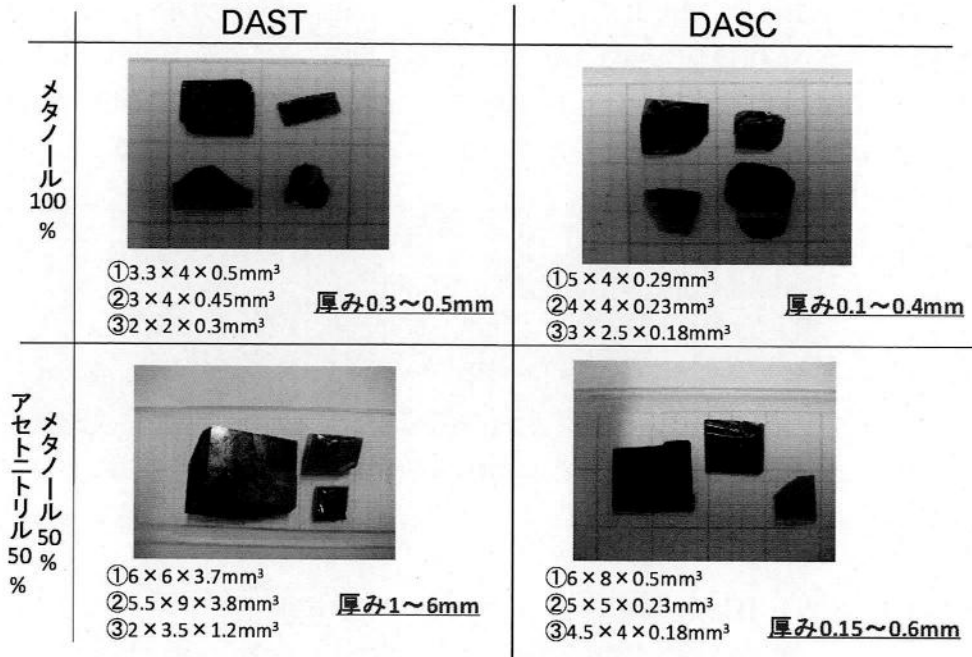 DAST
DASC
メタノール100%
①3.3×4×0.5mm³
②3×4×0.45mm³
③2×2×0.3mm³
厚み0.3～0.5mm
①5×4×0.29mm³
②4×4×0.23mm³
③3×2.5×0.18mm³
厚み0.1～0.4mm
メタノール50%
アセトニトリル50%
①6×6×3.7mm³
②5.5×9×3.8mm³
③2×3.5×1.2mm³
厚み1～6mm
①6×8×0.5mm³
②5×5×0.23mm³
③4.5×4×0.18mm³
厚み0.15～0.6mm